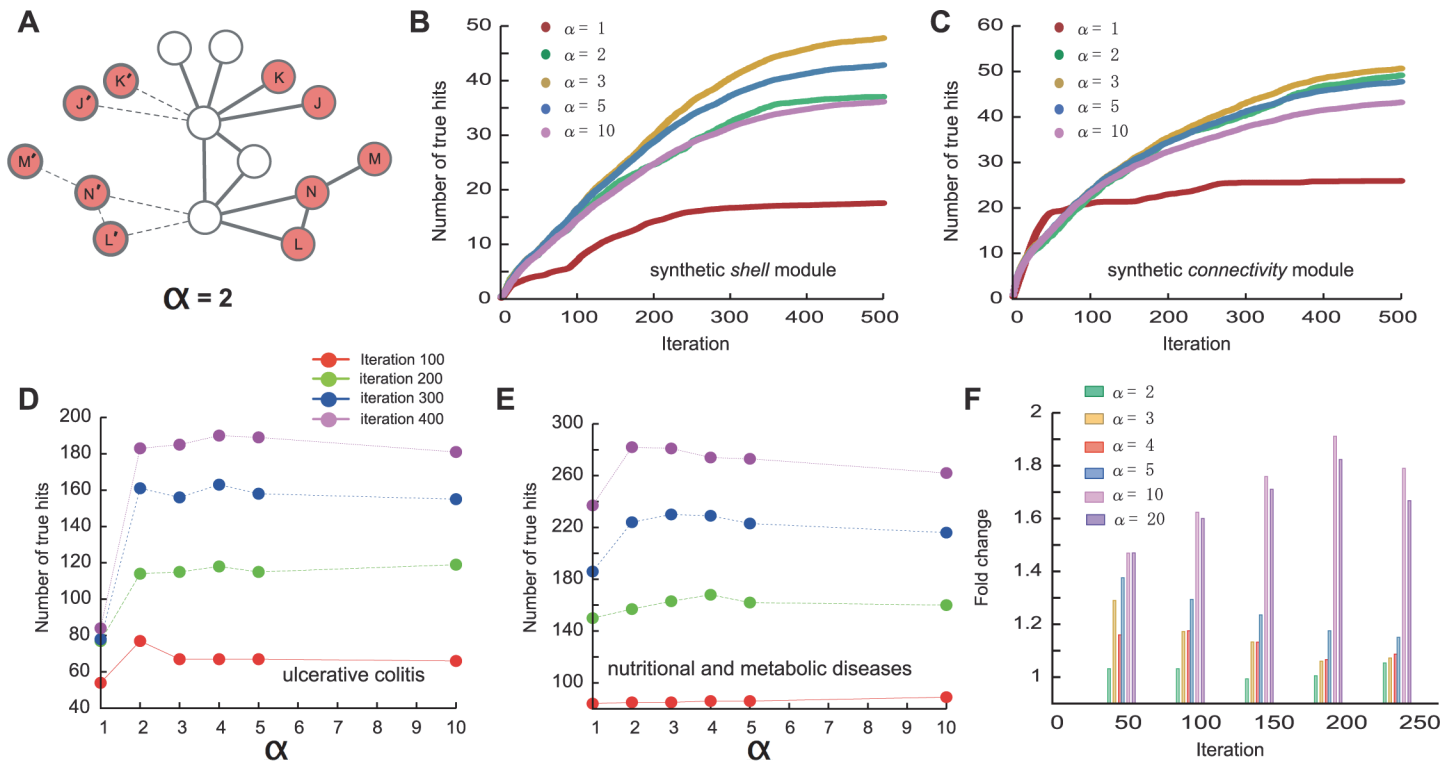 A
K′
J′
K
J
M′
M
N′
N
L′
L
α = 2
B
50
40
30
20
10
0
Number of true hits
α = 1
α = 2
α = 3
α = 5
α = 10
synthetic shell module
0 100 200 300 400 500
Iteration
C
60
50
40
30
20
10
0
Number of true hits
α = 1
α = 2
α = 3
α = 5
α = 10
synthetic connectivity module
0 100 200 300 400 500
Iteration
Iteration 100
iteration 200
iteration 300
iteration 400
D
200
180
160
140
120
100
80
60
40
Number of true hits
ulcerative colitis
1 2 3 4 5 6 7 8 9 10
α
E
300
260
220
180
140
100
Number of true hits
nutritional and metabolic diseases
1 2 3 4 5 6 7 8 9 10
α
F
α = 2
α = 3
α = 4
α = 5
α = 10
α = 20
2
1.8
1.6
1.4
1.2
1
Fold change
0 50 100 150 200 250
Iteration